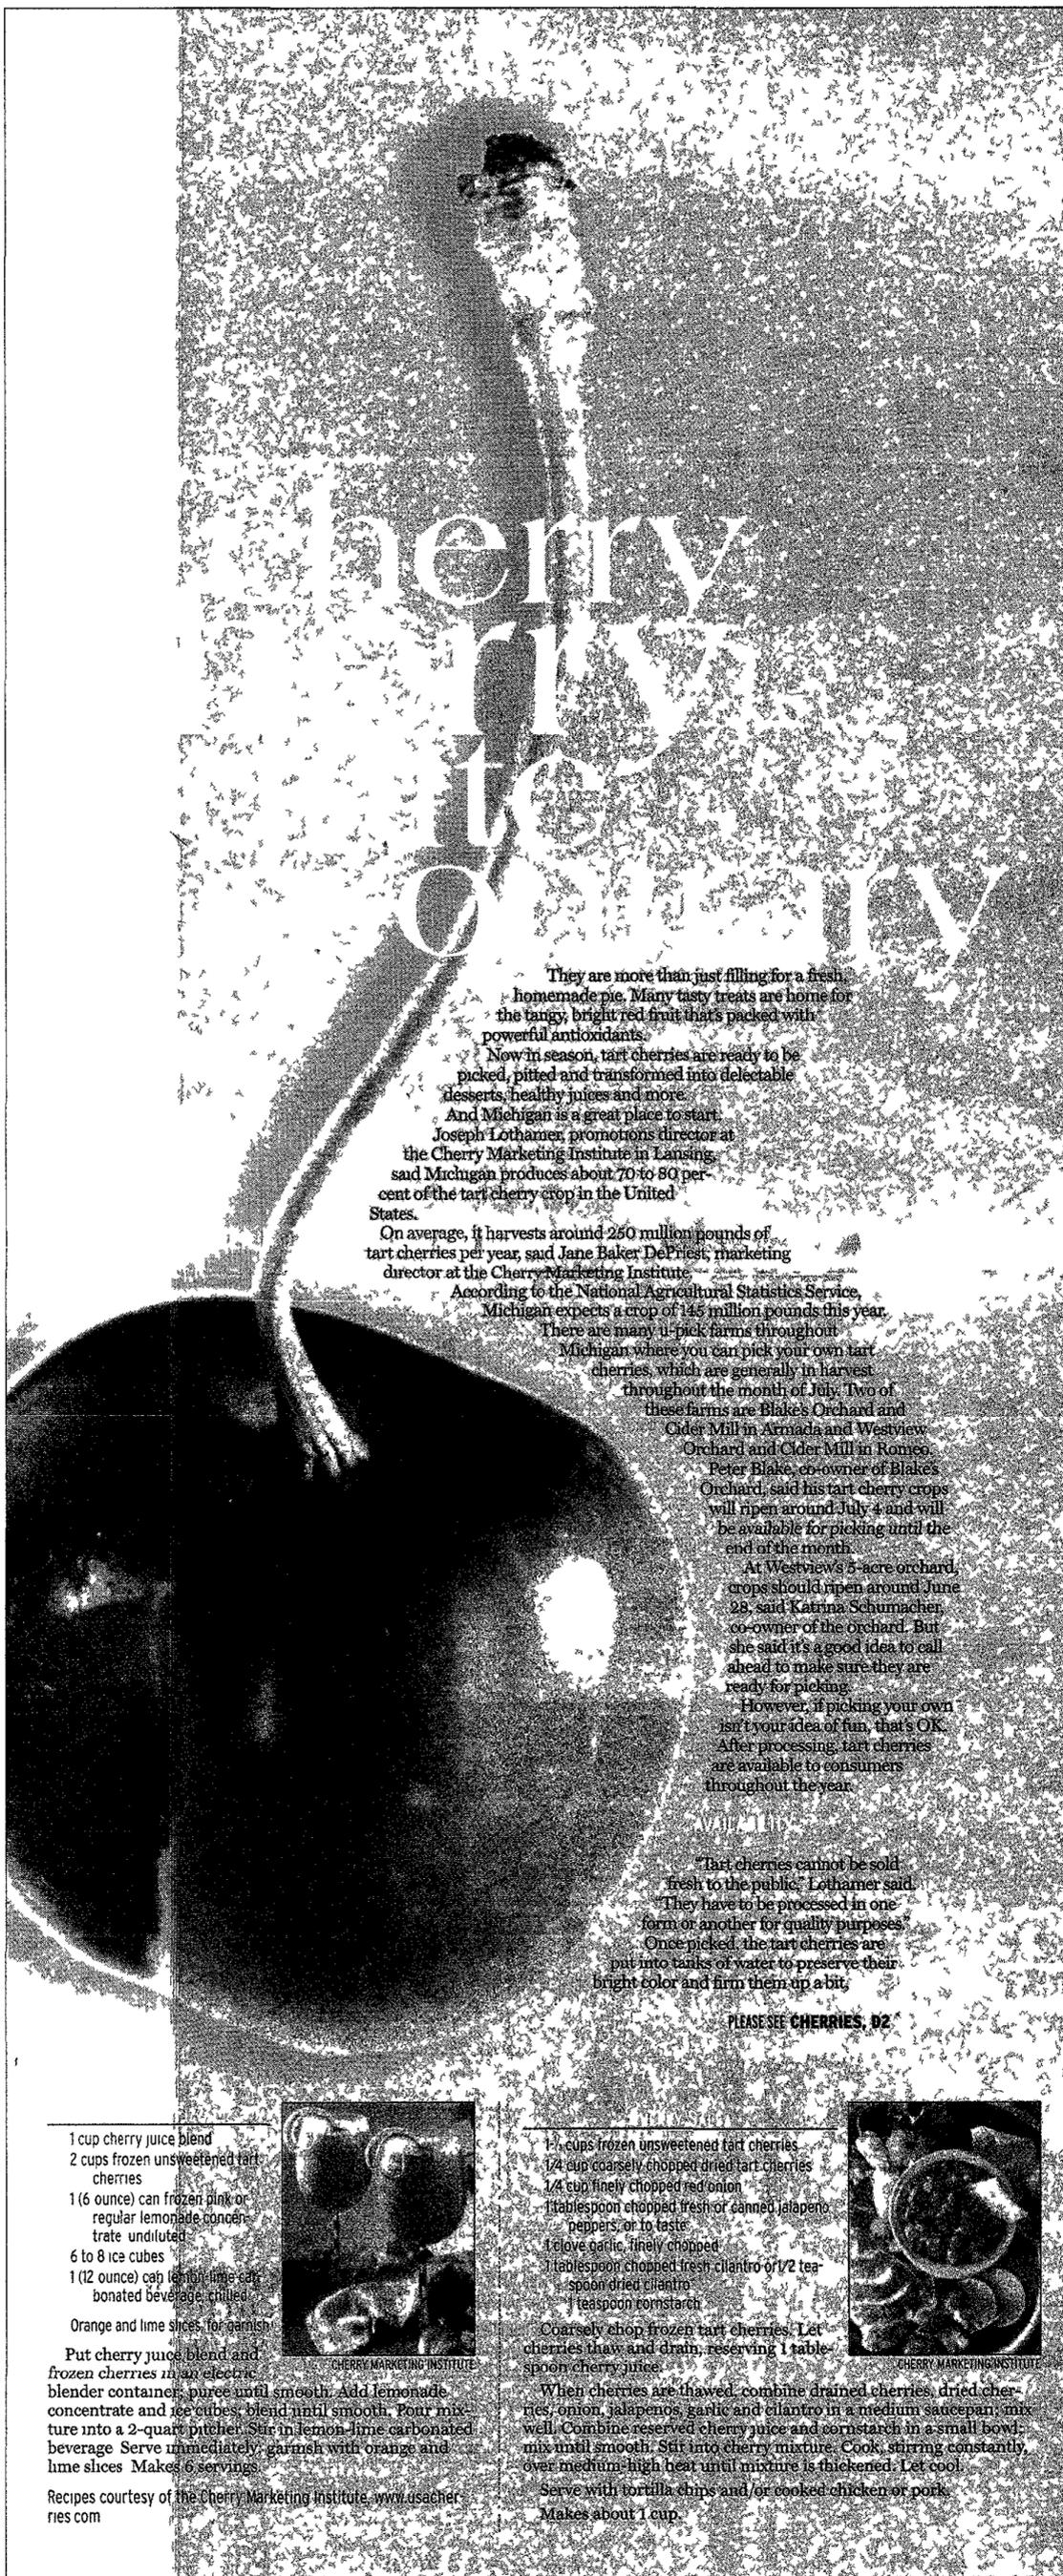 Cherry
to
They are more than just filling for a fresh,
homemade pie. Many tasty treats are home for
the tangy, bright red fruit that's packed with
powerful antioxidants.
Now in season, tart cherries are ready to be
picked, pitted and transformed into delectable
desserts, healthy juices and more.
And Michigan is a great place to start.
Joseph Lothamer, promotions director at
the Cherry Marketing Institute in Lansing,
said Michigan produces about 70 to 80 per-
cent of the tart cherry crop in the United
States.
On average, it harvests around 250 million pounds of
tart cherries per year, said Jane Baker DePriest, marketing
director at the Cherry Marketing Institute.
According to the National Agricultural Statistics Service,
Michigan expects a crop of 145 million pounds this year.
There are many u-pick farms throughout
Michigan where you can pick your own tart
cherries, which are generally in harvest
throughout the month of July. Two of
these farms are Blake's Orchard and
Cider Mill in Armada and Westview
Orchard and Cider Mill in Romeo.
Peter Blake, co-owner of Blake's
Orchard, said his tart cherry crops
will ripen around July 4 and will
be available for picking until the
end of the month.
At Westview's 5-acre orchard,
crops should ripen around June
28, said Katrina Schumacher,
co-owner of the orchard. But
she said it's a good idea to call
ahead to make sure they are
ready for picking.
However, if picking your own
isn't your idea of fun, that's OK.
After processing, tart cherries
are available to consumers
throughout the year.
"Tart cherries cannot be sold
fresh to the public," Lothamer said.
"They have to be processed in one
form or another for quality purposes."
Once picked, the tart cherries are
put into tanks of water to preserve their
bright color and firm them up a bit.
PLEASE SEE CHERRIES, D2
1 cup cherry juice blend
2 cups frozen unsweetened tart
cherries
1 (6 ounce) can frozen pink or
regular lemonade concen-
trate undiluted
6 to 8 ice cubes
1 (12 ounce) can lemon-lime car-
bonated beverage, chilled
Orange and lime slices, for garnish
CHERRY MARKETING INSTITUTE
Put cherry juice blend and
frozen cherries in an electric
blender container; puree until smooth. Add lemonade
concentrate and ice cubes; blend until smooth. Pour mix-
ture into a 2-quart pitcher. Stir in lemon-lime carbonated
beverage Serve immediately; garnish with orange and
lime slices Makes 6 servings.
Recipes courtesy of the Cherry Marketing Institute, www.usacher-
ries com
cups frozen unsweetened tart cherries
1/4 cup coarsely chopped dried tart cherries
1/4 cup finely chopped red onion
1 tablespoon chopped fresh or canned jalapeno
peppers, or to taste
1 clove garlic, finely chopped
1 tablespoon chopped fresh cilantro or 1/2 tea-
spoon dried cilantro
1 teaspoon cornstarch
CHERRY MARKETING INSTITUTE
Coarsely chop frozen tart cherries. Let
cherries thaw and drain, reserving 1 table-
spoon cherry juice.
When cherries are thawed, combine drained cherries, dried cher-
ries, onion, jalapenos, garlic and cilantro in a medium saucepan; mix
well. Combine reserved cherry juice and cornstarch in a small bowl;
mix until smooth. Stir into cherry mixture. Cook, stirring constantly,
over medium-high heat until mixture is thickened. Let cool.
Serve with tortilla chips and/or cooked chicken or pork.
Makes about 1 cup.